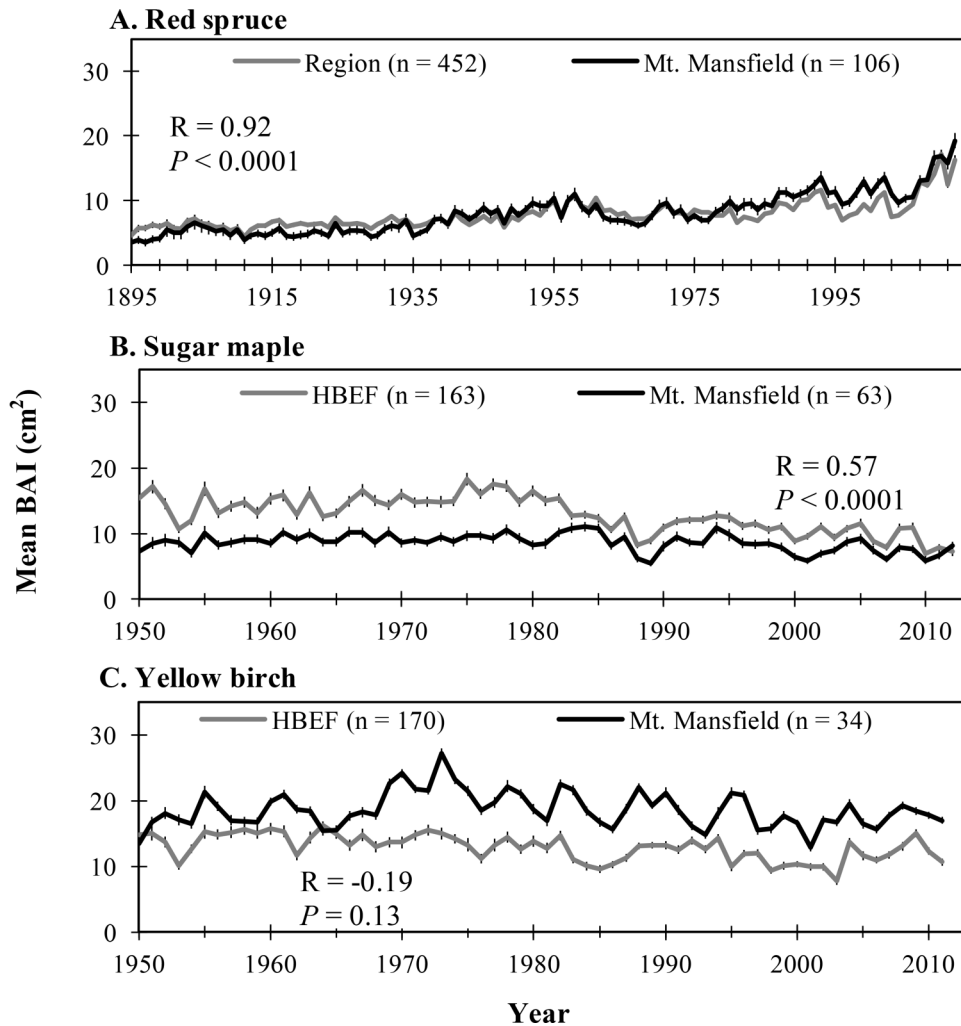 A. Red spruce
Region (n = 452) Mt. Mansfield (n = 106)
R = 0.92
P < 0.0001
30
20
10
0
1895 1915 1935 1955 1975 1995
B. Sugar maple
HBEF (n = 163) Mt. Mansfield (n = 63)
R = 0.57
P < 0.0001
30
20
10
0
1950 1960 1970 1980 1990 2000 2010
Mean BAI (cm²)
C. Yellow birch
HBEF (n = 170) Mt. Mansfield (n = 34)
R = -0.19
P = 0.13
30
20
10
0
1950 1960 1970 1980 1990 2000 2010
Year